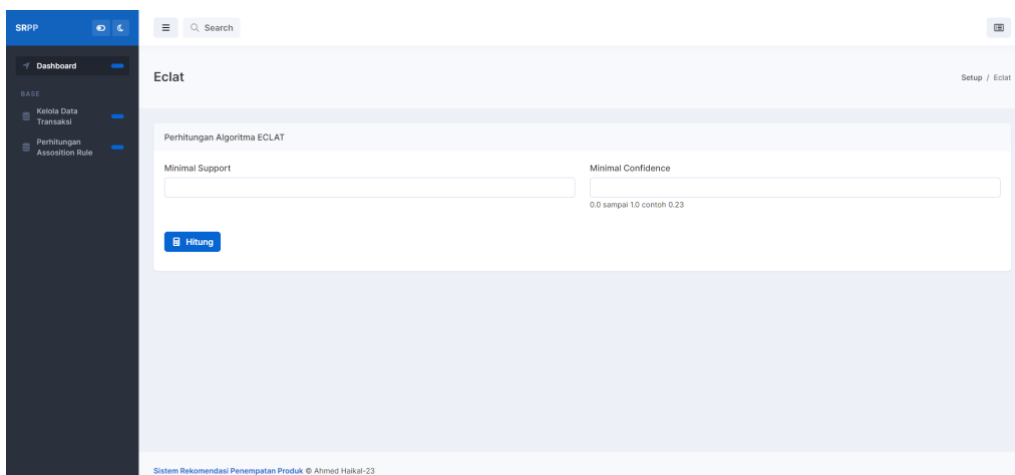 SRPP
Search
Dashboard
BASE
Kelola Data
Transaksi
Perhitungan
Assosition Rule
Eclat
Setup / Eclat
Perhitungan Algoritma ECLAT
Minimal Support
Minimal Confidence
0.0 sampai 1.0 contoh 0.23
Hitung
Sistem Rekomendasi Penempatan Produk © Ahmed Haikal-23